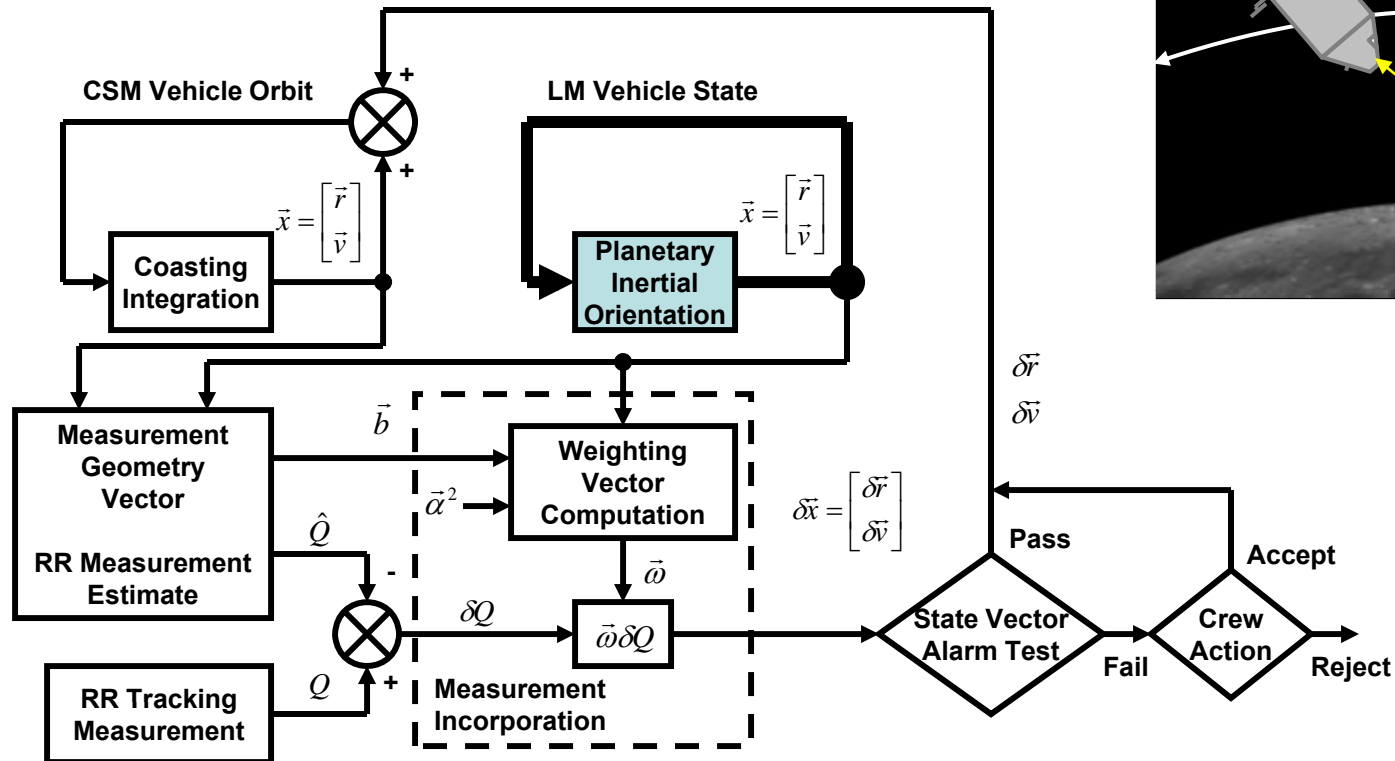 +
CSM Vehicle Orbit
LM Vehicle State
+
x⃗ = [r⃗ v⃗]
x⃗ = [r⃗ v⃗]
Coasting
Integration
Planetary
Inertial
Orientation
δr⃗
δv⃗
Measurement
Geometry
Vector
b⃗
Weighting
Vector
Computation
α⃗²
δx⃗ = [δr⃗ δv⃗]
Q̂
RR Measurement
Estimate
-
Pass
Accept
ω⃗
δQ
ω⃗δQ
State Vector
Alarm Test
Crew
Action
Fail
Reject
Q
+
RR Tracking
Measurement
Measurement
Incorporation